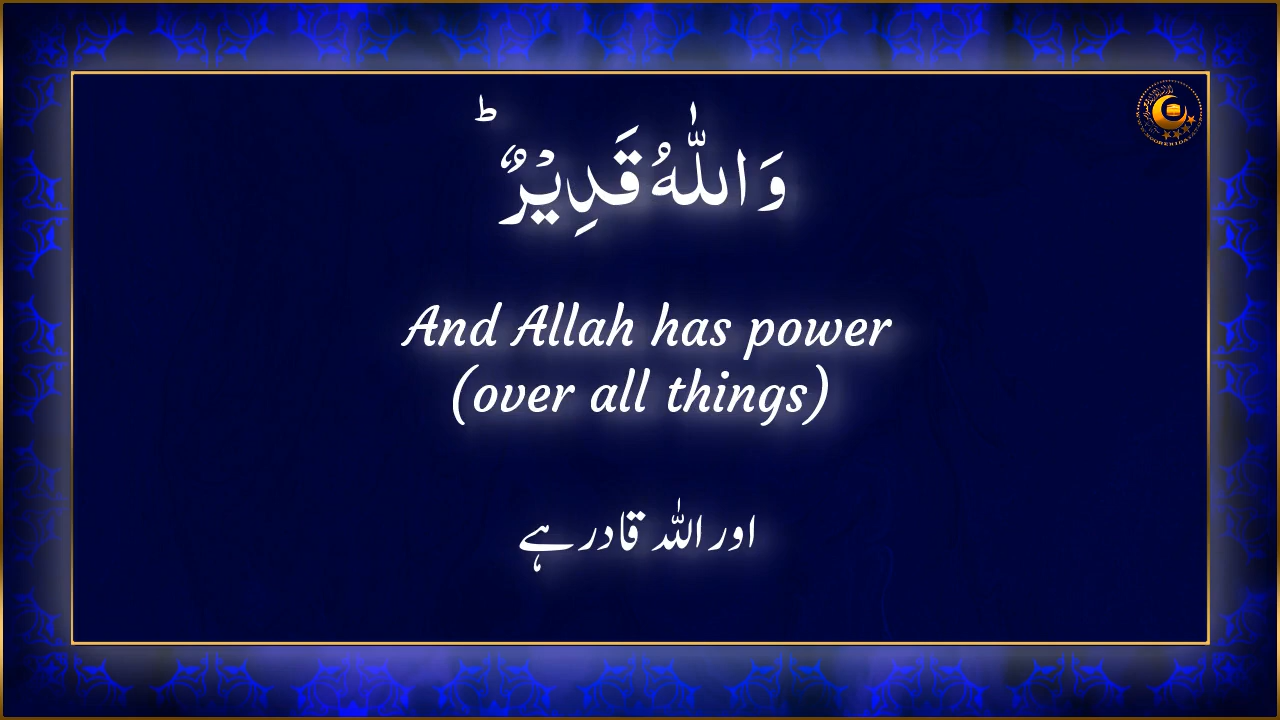 وَاللّٰهُ قَدِيْرٌ ؕ
And Allah has power
(over all things)
اور اللہ قادر ہے